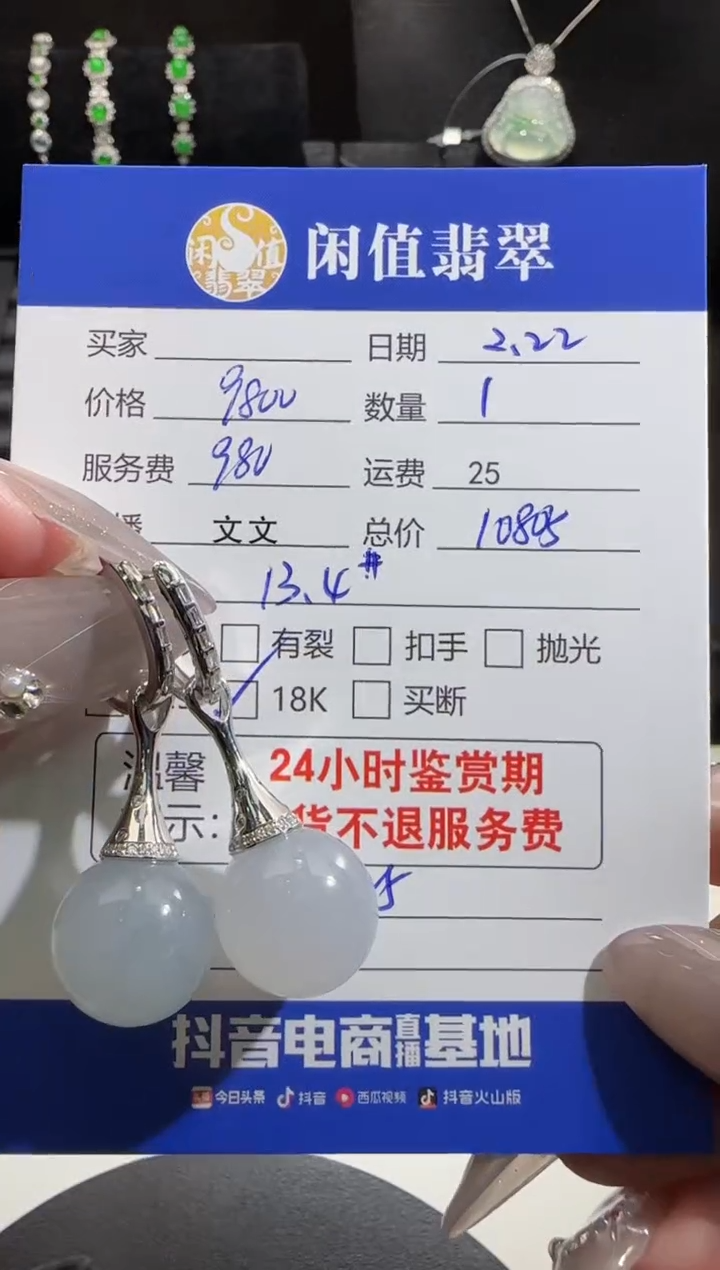 闲值翡翠 闲值翡翠
买家 日期 2.22
价格 9800 数量 1
服务费 980 运费 25
播 文文 总价 10805
13.4#
有裂 扣手 抛光
18K 买断
温馨 24小时鉴赏期
示: 货不退服务费
抖音电商直播基地
今日头条 抖音 西瓜视频 抖音火山版